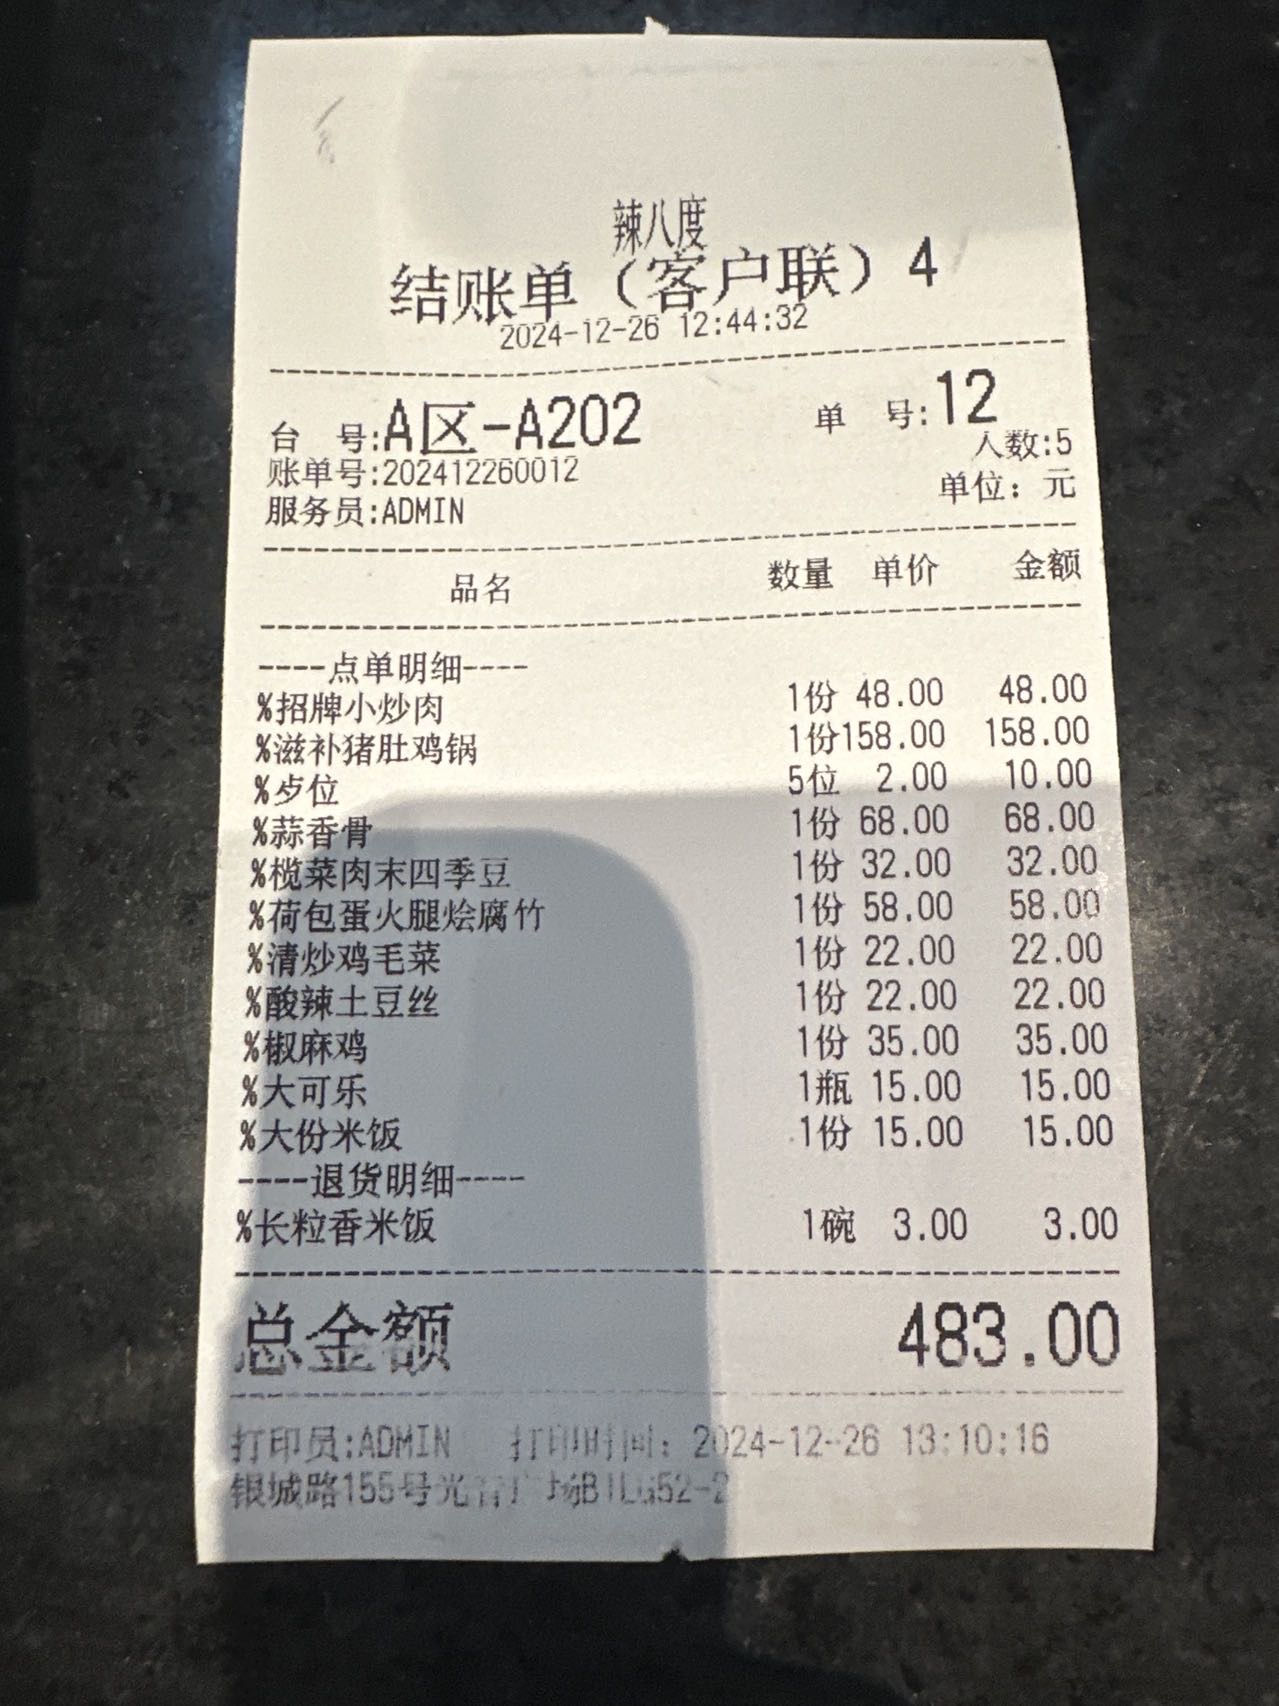 辣八度
结账单（客户联）4
2024-12-26 12:44:32
台 号:A区-A202 单 号:12
人数:5
账单号:202412260012
单位：元
服务员:ADMIN
品名 数量 单价 金额
----点单明细----
%招牌小炒肉 1份 48.00 48.00
%滋补猪肚鸡锅 1份158.00 158.00
%歺位 5位 2.00 10.00
%蒜香骨 1份 68.00 68.00
%榄菜肉末四季豆 1份 32.00 32.00
%荷包蛋火腿烩腐竹 1份 58.00 58.00
%清炒鸡毛菜 1份 22.00 22.00
%酸辣土豆丝 1份 22.00 22.00
%椒麻鸡 1份 35.00 35.00
%大可乐 1瓶 15.00 15.00
%大份米饭 1份 15.00 15.00
----退货明细----
%长粒香米饭 1碗 3.00 3.00
总金额 483.00
打印员:ADMIN 打印时间：2024-12-26 13:10:16
银城路155号光 广场B1LG52-2